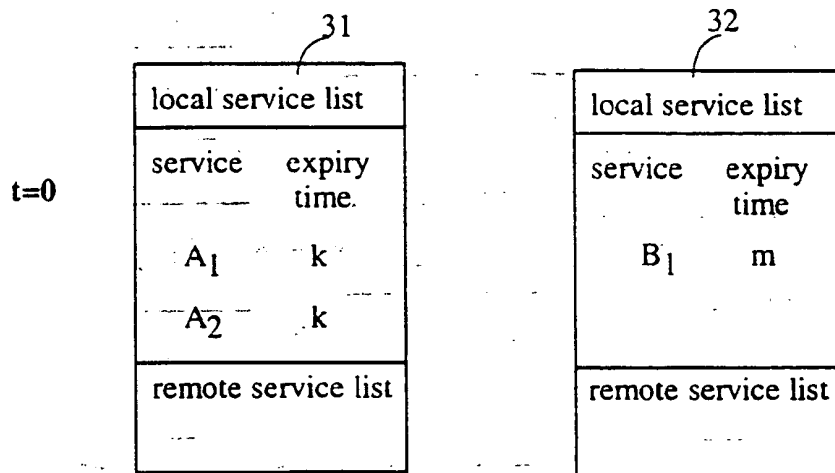 31
32
local service list
local service list
t=0
service expiry
time.
service expiry
time
A1 k
B1 m
A2 k
remote service list
remote service list